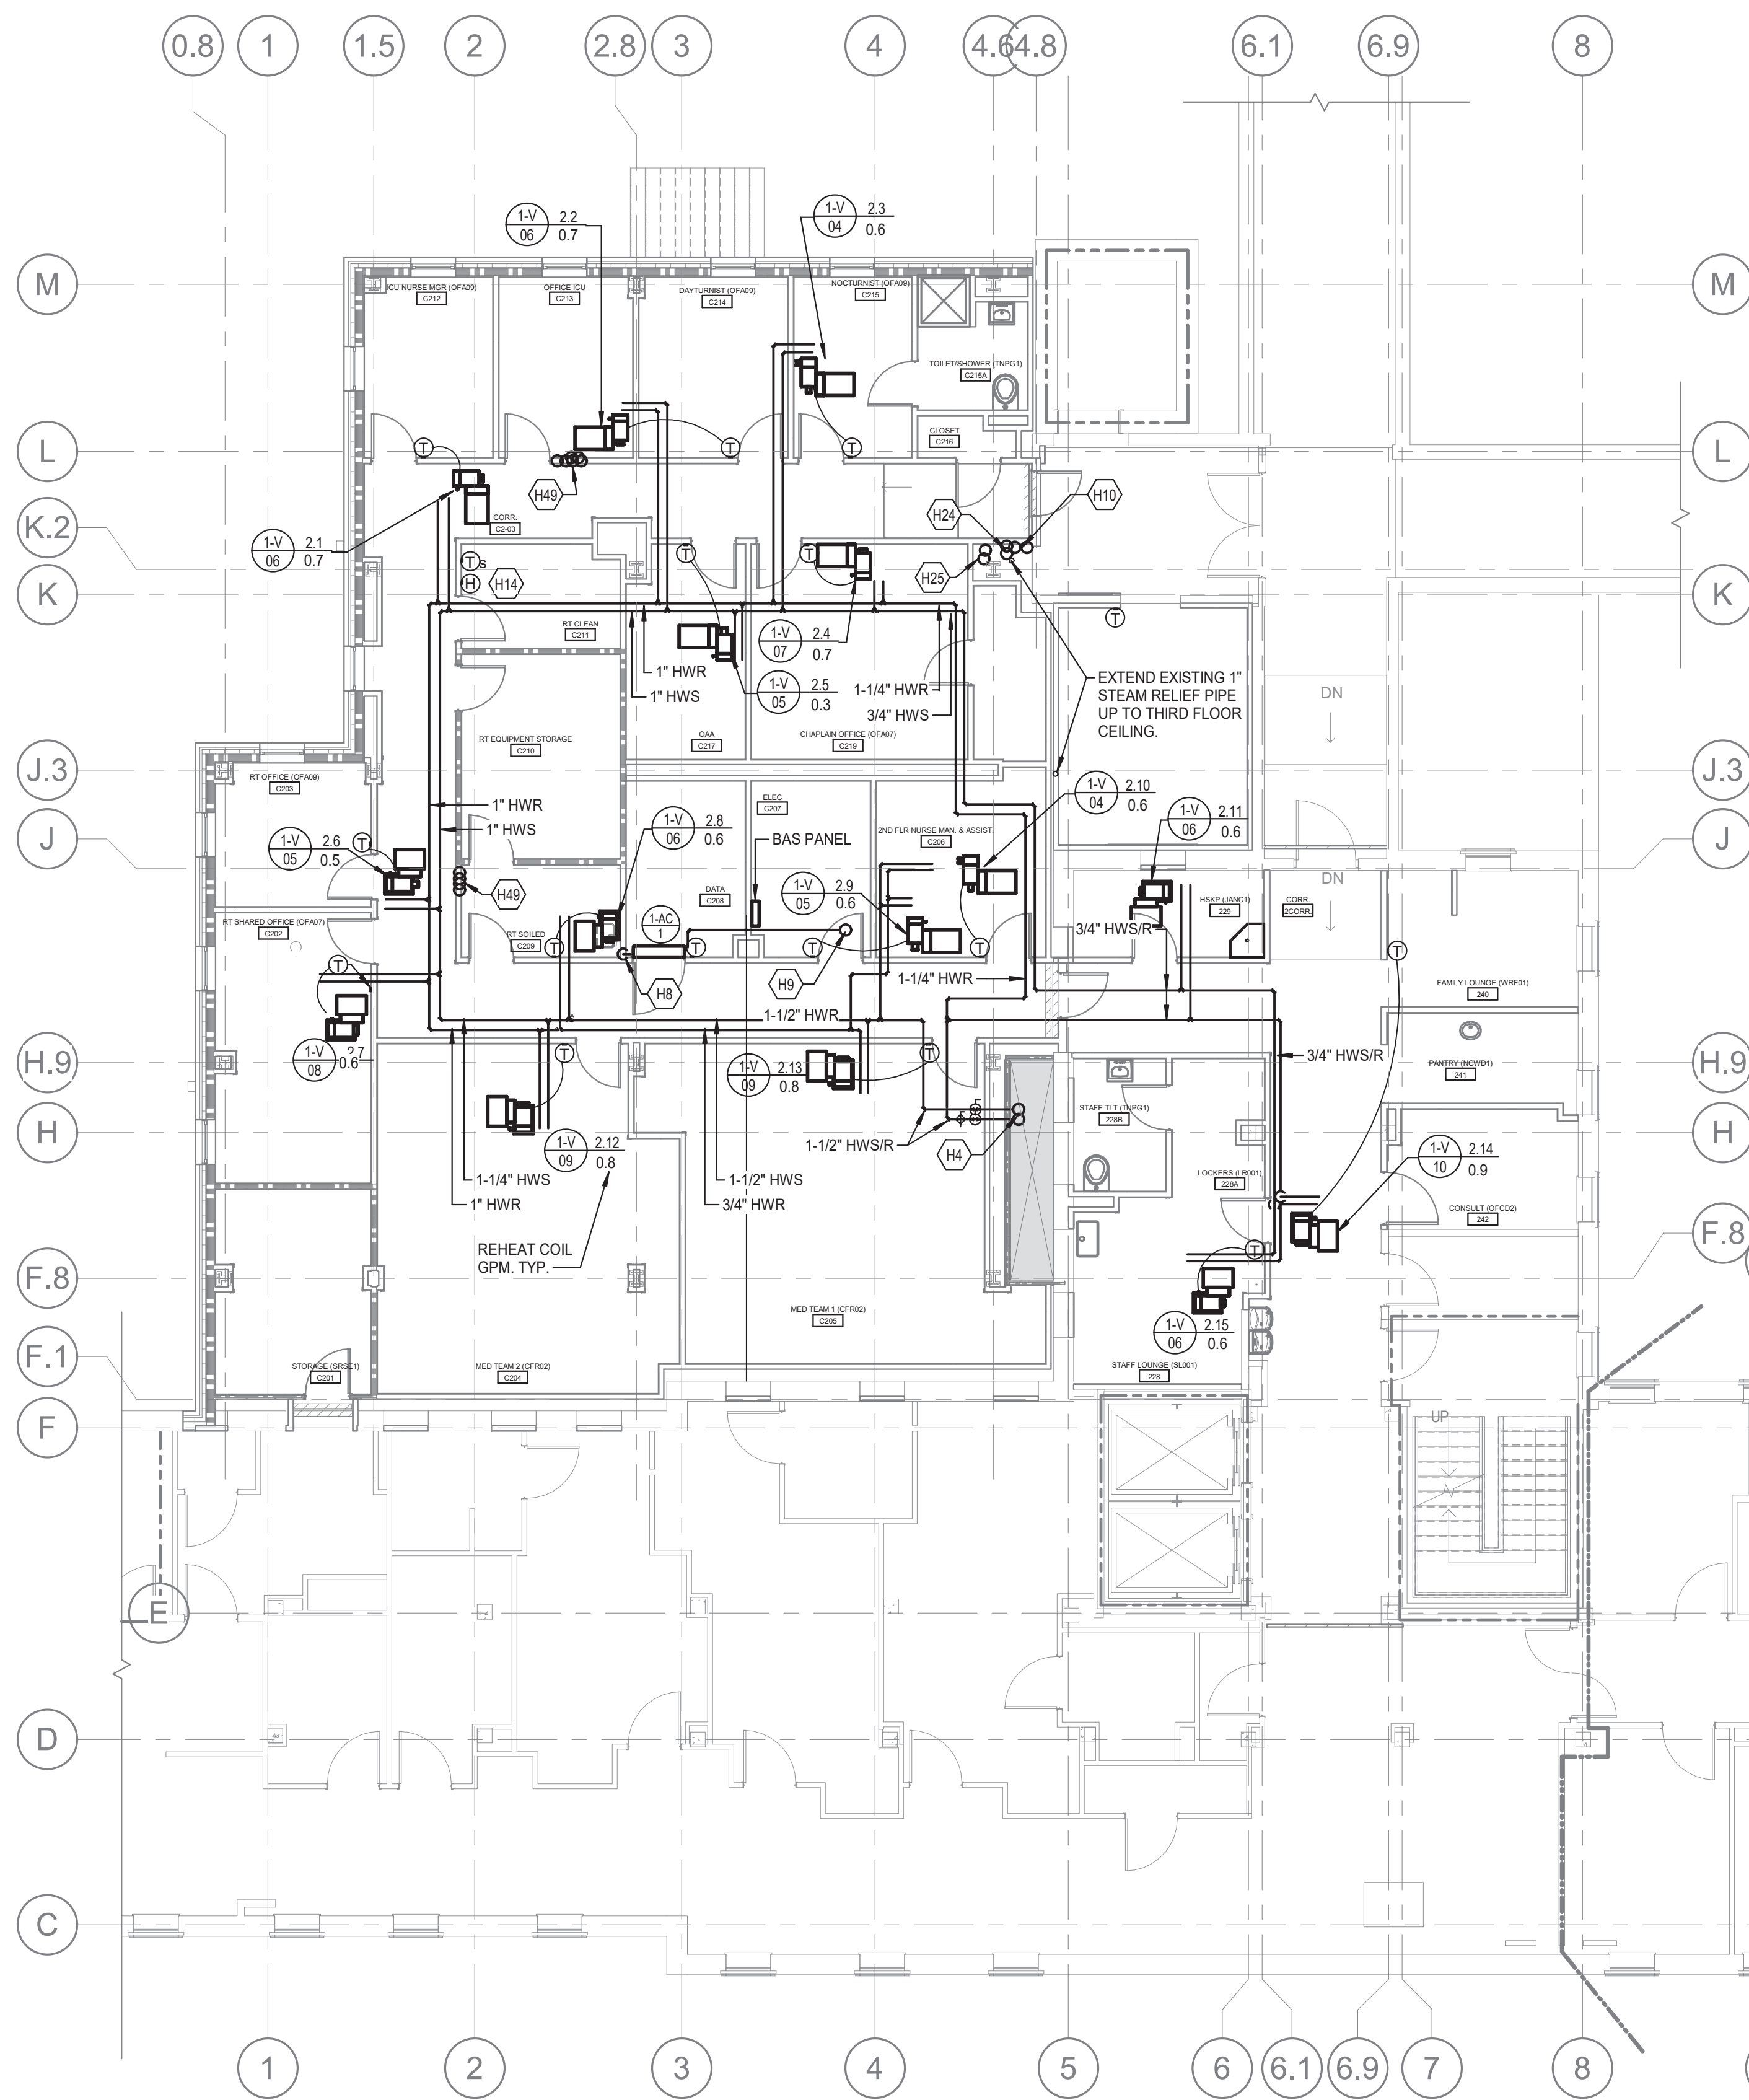 0.8
1
1.5
2
2.8
3
4
4.6
4.8
6.1
6.9
8
1-V
06
2.2
0.7
1-V
04
2.3
0.6
M
M
ICU NURSE MGR (OFA09)
C212
OFFICE ICU
C213
DAYTURNIST (OFA09)
C214
NOCTURNIST (OFA09)
C215
TOILET/SHOWER (TNPG1)
C215A
CLOSET
C216
L
L
T
T
T
H49
H24
H10
CORR.
C2-03
K.2
1-V
06
2.1
0.7
TS
H
H14
T
T
H25
K
K
T
RT CLEAN
C211
1-V
07
2.4
0.7
1-V
05
2.5
0.3
1" HWR
1" HWS
1-1/4" HWR
3/4" HWS
EXTEND EXISTING 1"
STEAM RELIEF PIPE
UP TO THIRD FLOOR
CEILING.
DN
RT EQUIPMENT STORAGE
C210
OAA
C217
CHAPLAIN OFFICE (OFA07)
C219
J.3
J.3
RT OFFICE (OFA09)
C203
1" HWR
1" HWS
ELEC
C207
1-V
04
2.10
0.6
1-V
06
2.11
0.6
1-V
06
2.8
0.6
BAS PANEL
2ND FLR NURSE MAN. & ASSIST.
C206
J
J
1-V
05
2.6
0.5
T
DN
H49
DATA
C208
1-V
05
2.9
0.6
HSKP (JANC1)
229
CORR.
2CORR.
RT SHARED OFFICE (OFA07)
C202
RT SOILED
C209
1-AC
1
3/4" HWS/R
T
T
T
T
T
T
H8
H9
1-1/4" HWR
FAMILY LOUNGE (WRF01)
240
1-1/2" HWR
H.9
H.9
1-V
08
2.7
0.6
T
1-V
09
2.13
0.8
T
3/4" HWS/R
PANTRY (NCWD1)
241
STAFF TLT (TNPG1)
228B
H
H
1-V
09
2.12
0.8
1-1/2" HWS/R
H4
1-V
10
2.14
0.9
1-1/4" HWS
1" HWR
1-1/2" HWS
3/4" HWR
LOCKERS (LR001)
228A
CONSULT (OFCD2)
242
REHEAT COIL
GPM. TYP.
T
F.8
F.8
MED TEAM 1 (CFR02)
C205
1-V
06
2.15
0.6
F.1
STORAGE (SRSE1)
C201
MED TEAM 2 (CFR02)
C204
STAFF LOUNGE (SL001)
228
F
UP
E
D
C
1
2
3
4
5
6
6.1
6.9
7
8